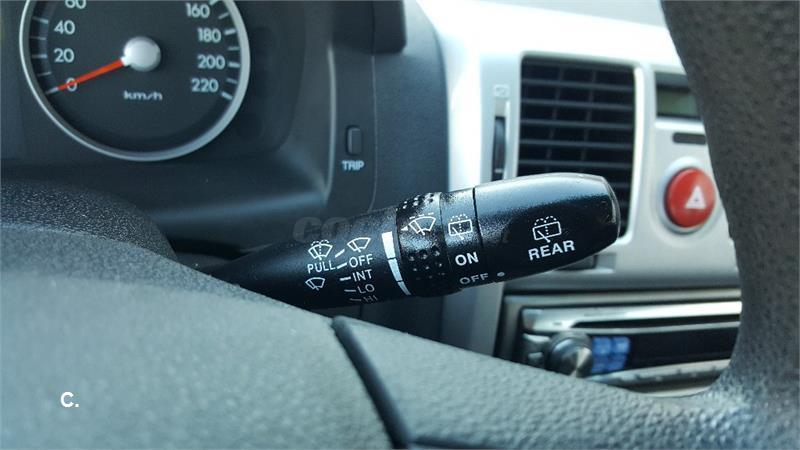 60
40
20
0
160
180
200
220
km/h
TRIP
PULL
OFF
INT
LO
HI
ON
OFF
REAR
C.